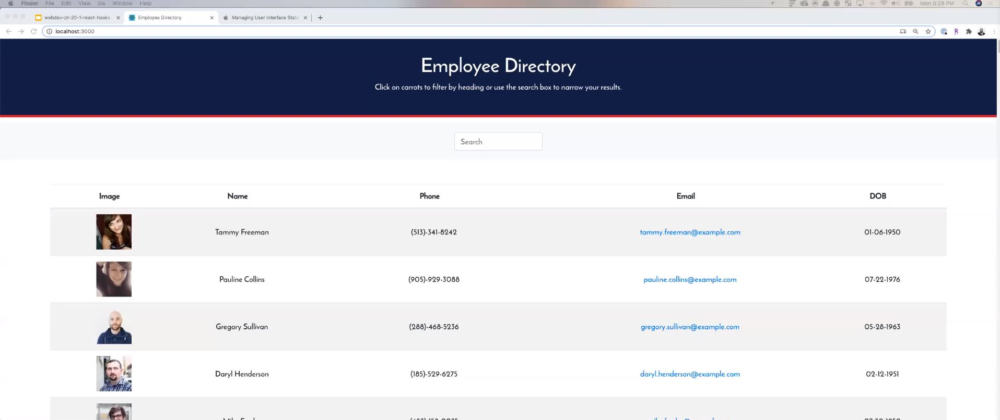 Finder File Edit View Go Window Help Mon 6:28 PM
webdev-pt-20-1-react-hooks Employee Directory Managing User Interface State
localhost:3000
Employee Directory
Click on carrots to filter by heading or use the search box to narrow your results.
Search
Image Name Phone Email DOB
Tammy Freeman (513)-341-8242 tammy.freeman@example.com 01-06-1950
Pauline Collins (905)-929-3088 pauline.collins@example.com 07-22-1976
Gregory Sullivan (288)-468-5236 gregory.sullivan@example.com 05-28-1963
Daryl Henderson (185)-529-6275 daryl.henderson@example.com 02-12-1951